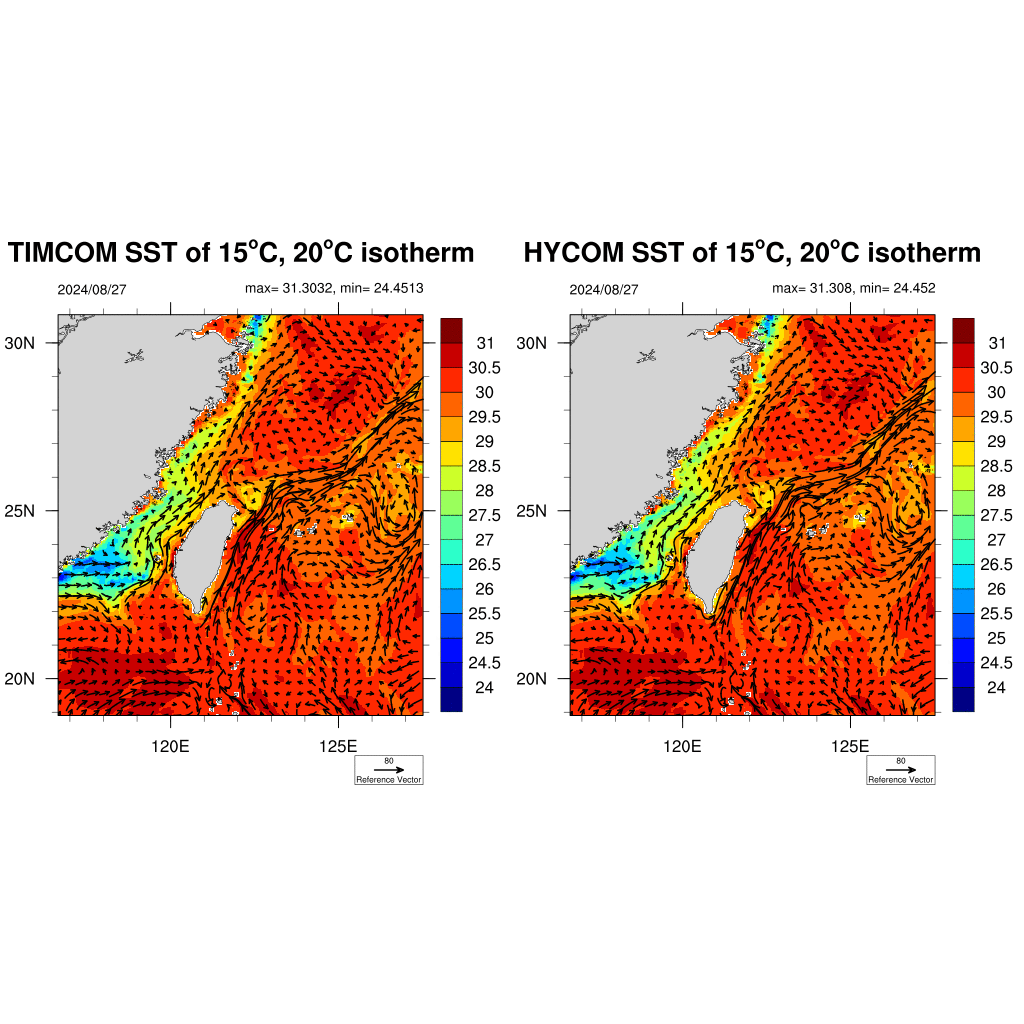 TIMCOM SST of 15°C, 20°C isotherm
2024/08/27
max= 31.3032, min= 24.4513
30N
25N
20N
120E
125E
31
30.5
30
29.5
29
28.5
28
27.5
27
26.5
26
25.5
25
24.5
24
80
Reference Vector
HYCOM SST of 15°C, 20°C isotherm
2024/08/27
max= 31.308, min= 24.452
30N
25N
20N
120E
125E
31
30.5
30
29.5
29
28.5
28
27.5
27
26.5
26
25.5
25
24.5
24
80
Reference Vector